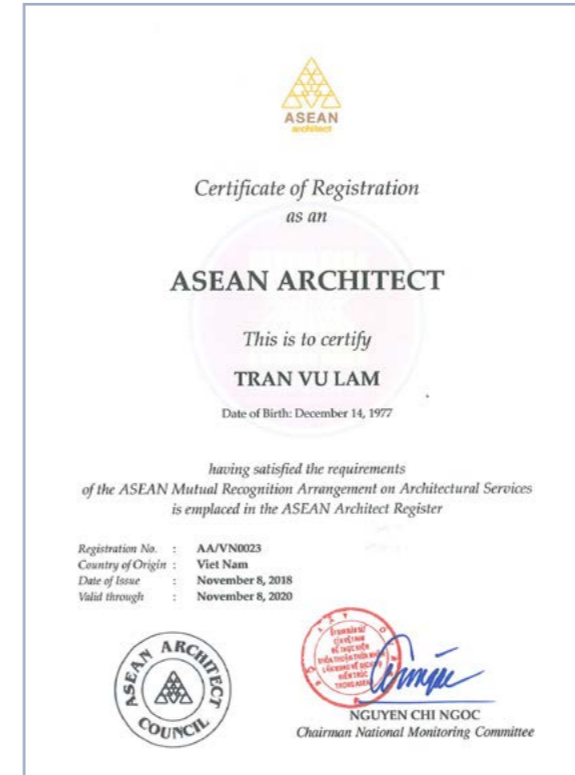 ASEAN
architect
Certificate of Registration
as an
ASEAN ARCHITECT
This is to certify
TRAN VU LAM
Date of Birth: December 14, 1977
having satisfied the requirements
of the ASEAN Mutual Recognition Arrangement on Architectural Services
is emplaced in the ASEAN Architect Register
Registration No. : AA/VN0023
Country of Origin : Viet Nam
Date of Issue : November 8, 2018
Valid through : November 8, 2020
ASEAN ARCHITECT COUNCIL
NGUYEN CHI NGOC
Chairman National Monitoring Committee